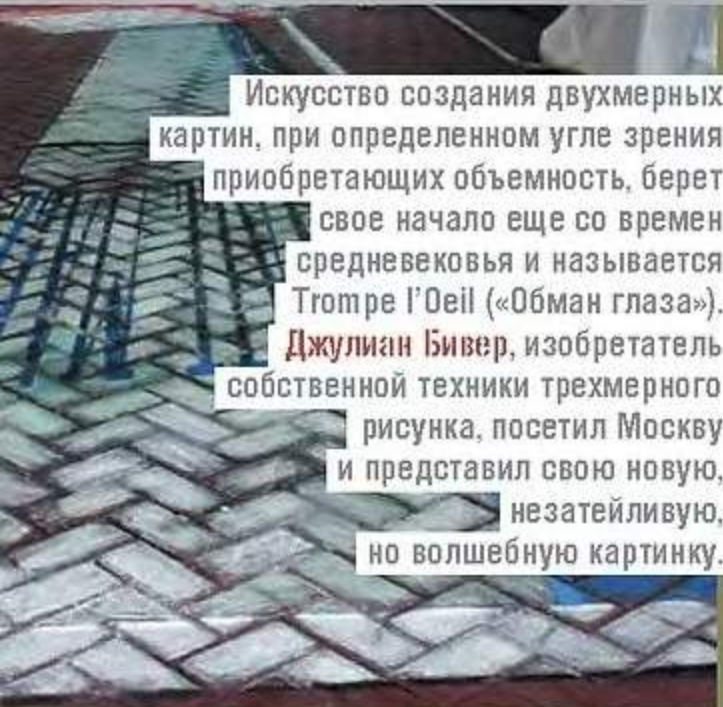 Искусство создания двухмерных
картин, при определенном угле зрения
приобретающих объемность, берет
свое начало еще со времен
средневековья и называется
Trompe l'Oeil («Обман глаза»).
Джулиан Бивер, изобретатель
собственной техники трехмерного
рисунка, посетил Москву
и представил свою новую,
незатейливую,
но волшебную картинку.